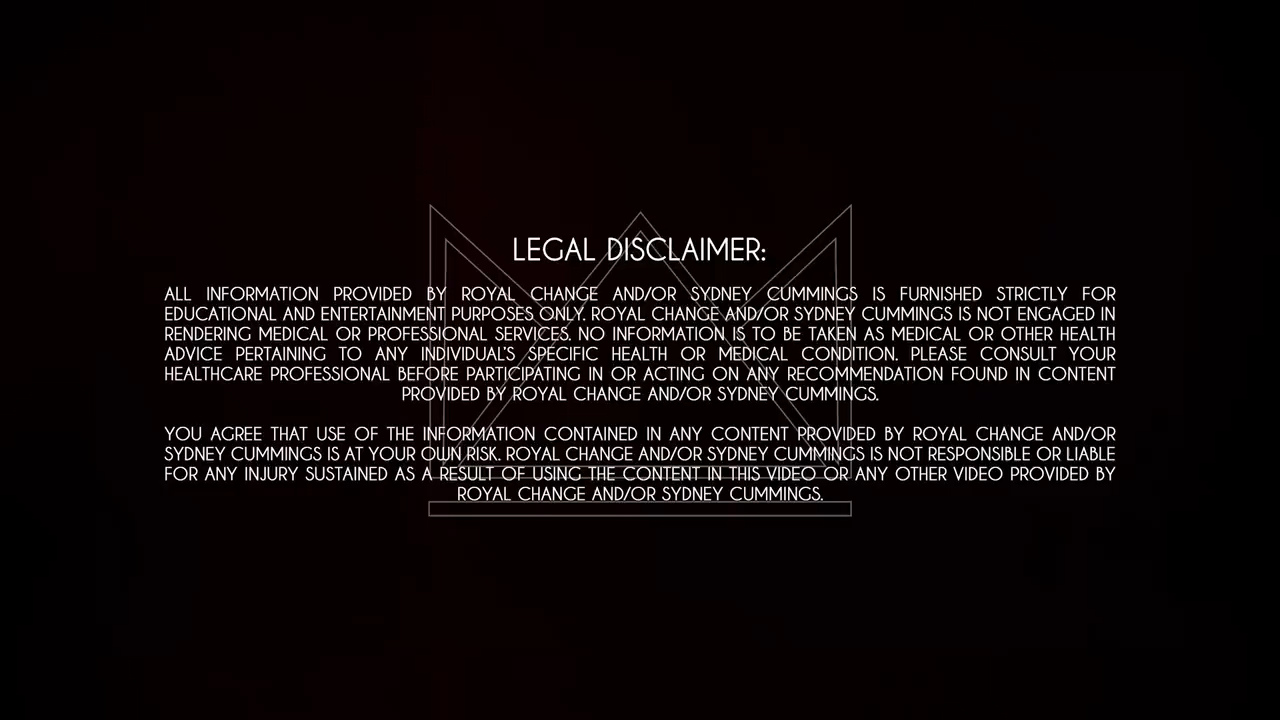 LEGAL DISCLAIMER:
ALL INFORMATION PROVIDED BY ROYAL CHANGE AND/OR SYDNEY CUMMINGS IS FURNISHED STRICTLY FOR
EDUCATIONAL AND ENTERTAINMENT PURPOSES ONLY. ROYAL CHANGE AND/OR SYDNEY CUMMINGS IS NOT ENGAGED IN
RENDERING MEDICAL OR PROFESSIONAL SERVICES. NO INFORMATION IS TO BE TAKEN AS MEDICAL OR OTHER HEALTH
ADVICE PERTAINING TO ANY INDIVIDUAL'S SPECIFIC HEALTH OR MEDICAL CONDITION. PLEASE CONSULT YOUR
HEALTHCARE PROFESSIONAL BEFORE PARTICIPATING IN OR ACTING ON ANY RECOMMENDATION FOUND IN CONTENT
PROVIDED BY ROYAL CHANGE AND/OR SYDNEY CUMMINGS.
YOU AGREE THAT USE OF THE INFORMATION CONTAINED IN ANY CONTENT PROVIDED BY ROYAL CHANGE AND/OR
SYDNEY CUMMINGS IS AT YOUR OWN RISK. ROYAL CHANGE AND/OR SYDNEY CUMMINGS IS NOT RESPONSIBLE OR LIABLE
FOR ANY INJURY SUSTAINED AS A RESULT OF USING THE CONTENT IN THIS VIDEO OR ANY OTHER VIDEO PROVIDED BY
ROYAL CHANGE AND/OR SYDNEY CUMMINGS.